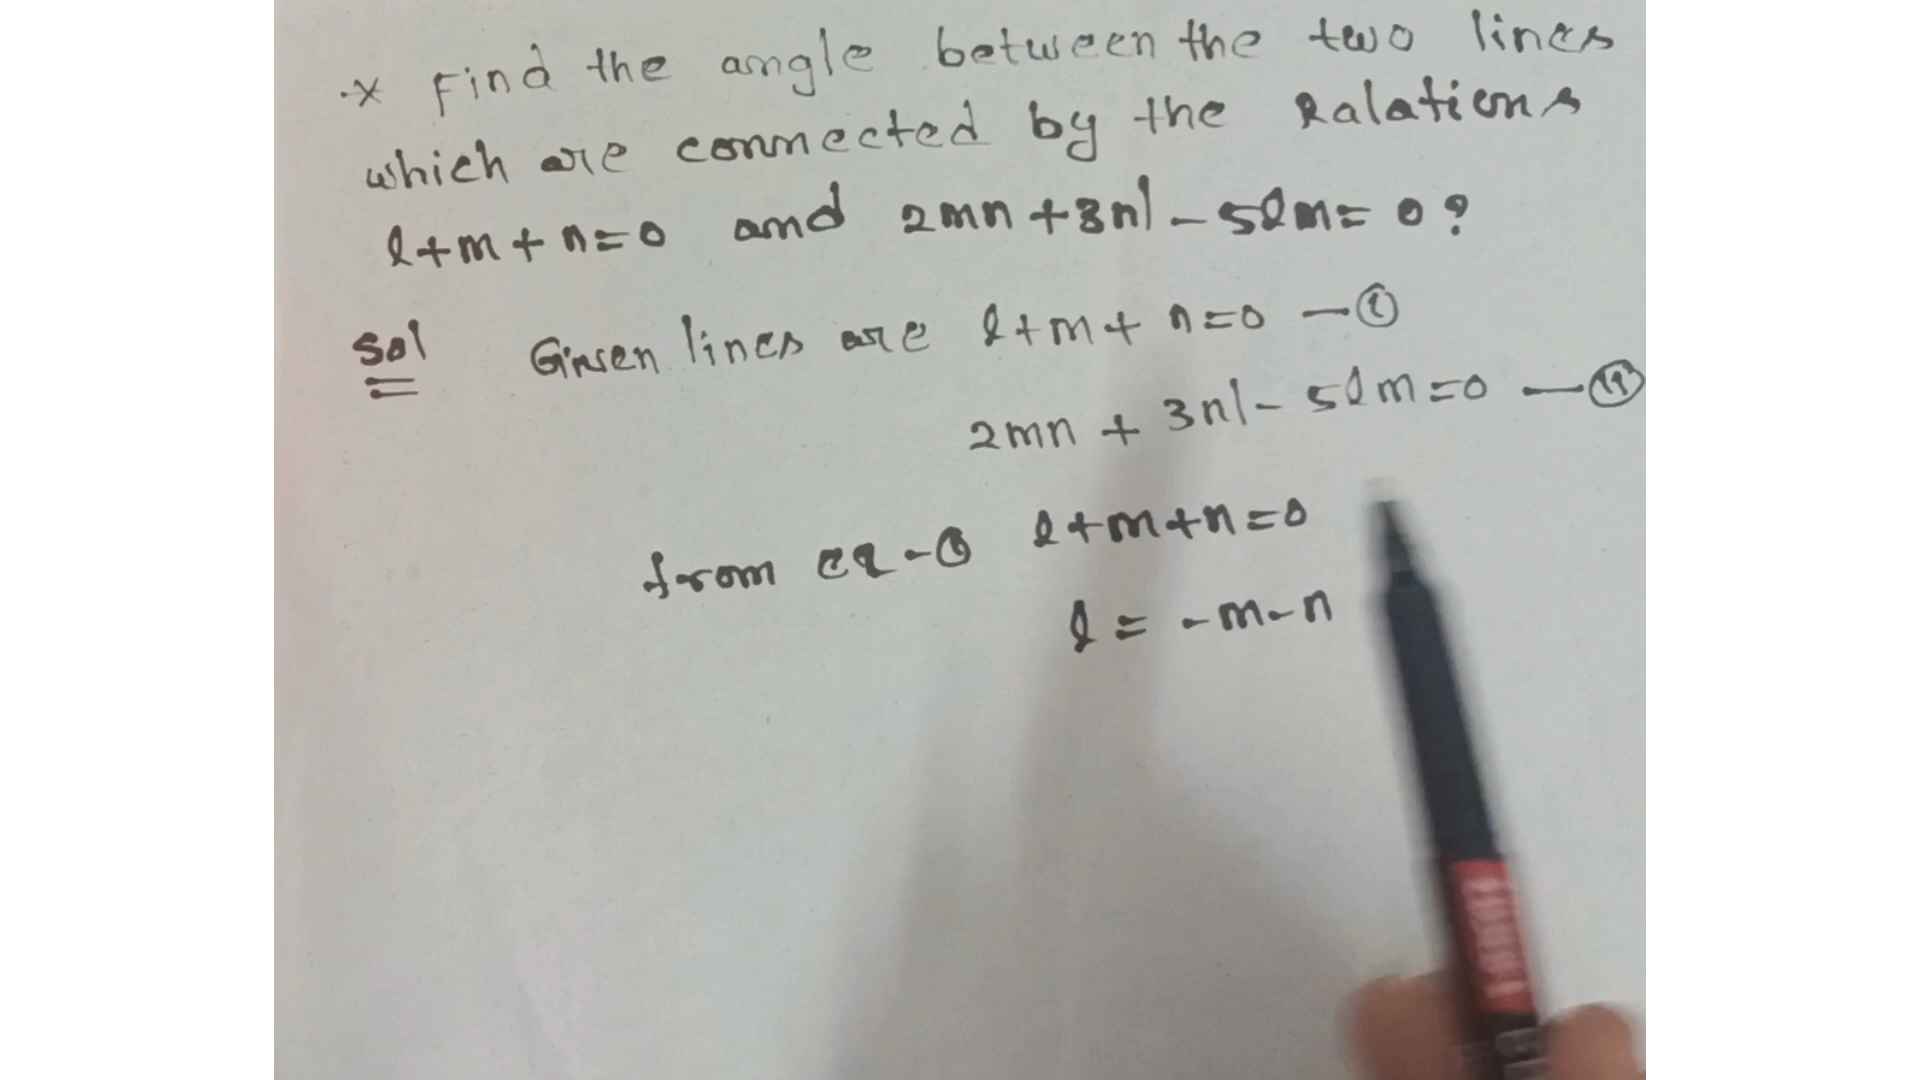 * Find the angle between the two lines
which are connected by the Ralations
l+m+n=0 and 2mn+3nl-5lm=0?
Sol Given lines are l+m+n=0 —①
2mn+3nl-5lm=0 —②
from eq-① l+m+n=0
l=-m-n